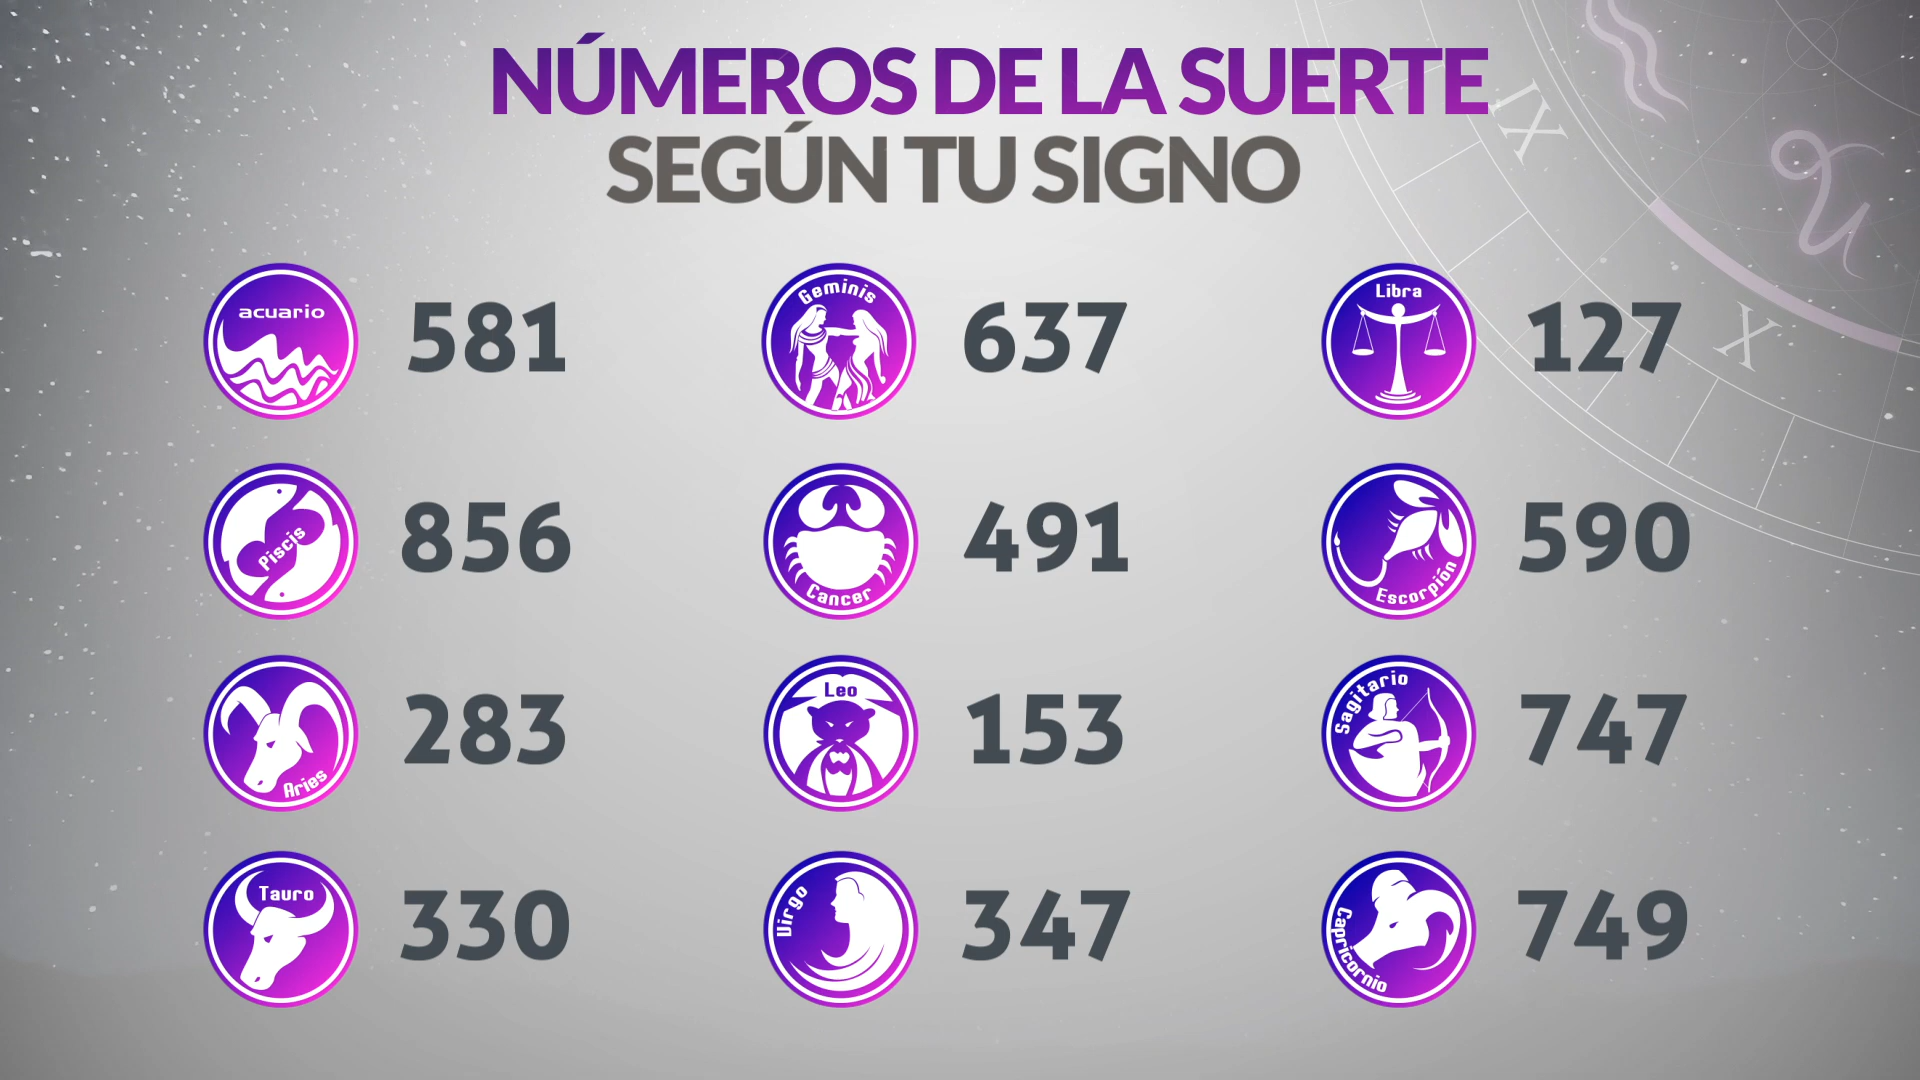 NÚMEROS DE LA SUERTE
SEGÚN TU SIGNO
IX
X
acuario 581
Geminis 637
Libra 127
Piscis 856
Cancer 491
Escorpión 590
Aries 283
Leo 153
Sagitario 747
Tauro 330
Virgo 347
Capricornio 749